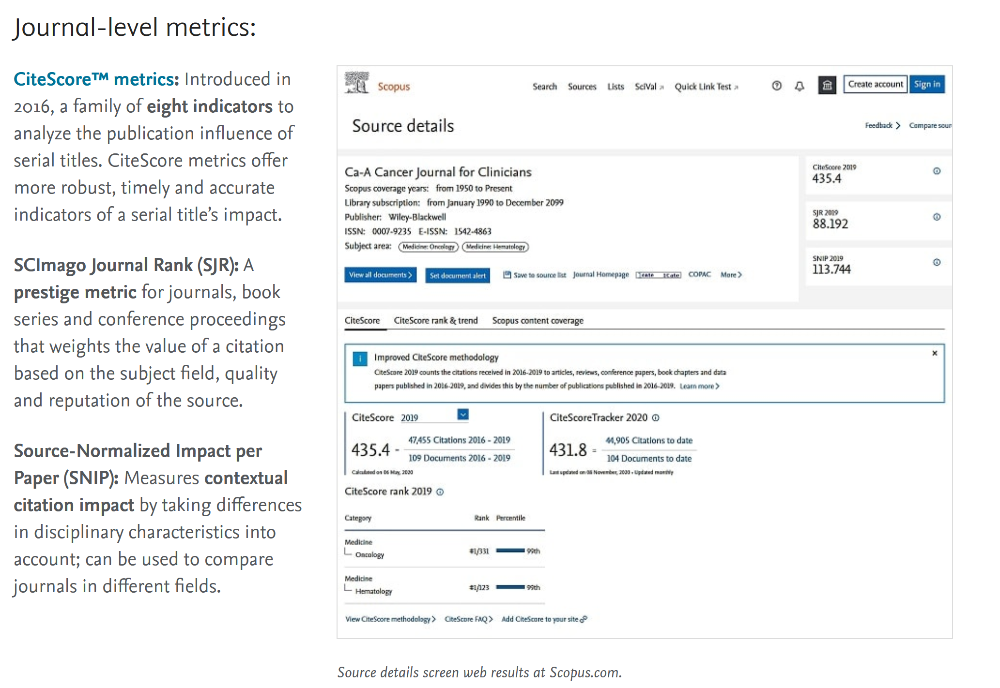 Journal-level metrics:
CiteScore™ metrics: Introduced in
2016, a family of eight indicators to
analyze the publication influence of
serial titles. CiteScore metrics offer
more robust, timely and accurate
indicators of a serial title’s impact.
SCImago Journal Rank (SJR): A
prestige metric for journals, book
series and conference proceedings
that weights the value of a citation
based on the subject field, quality
and reputation of the source.
Source-Normalized Impact per
Paper (SNIP): Measures contextual
citation impact by taking differences
in disciplinary characteristics into
account; can be used to compare
journals in different fields.
Scopus
Search Sources Lists SciVal Quick Link Test
Create account Sign in
Source details
Feedback Compare sour
Ca-A Cancer Journal for Clinicians
Scopus coverage years: from 1950 to Present
Library subscription: from January 1990 to December 2099
Publisher: Wiley-Blackwell
ISSN: 0007-9235 E-ISSN: 1542-4863
Subject area: Medicine: Oncology Medicine: Hematology
View all documents Set document alert Save to source list Journal Homepage COPAC More
CiteScore 2019
435.4
SJR 2019
88.192
SNIP 2019
113.744
CiteScore CiteScore rank & trend Scopus content coverage
Improved CiteScore methodology
CiteScore 2019 counts the citations received in 2016-2019 to articles, reviews, conference papers, book chapters and data
papers published in 2016-2019, and divides this by the number of publications published in 2016-2019. Learn more
CiteScore 2019
435.4 - 47,455 Citations 2016 - 2019
109 Documents 2016 - 2019
Calculated on 06 May, 2020
CiteScoreTracker 2020
431.8 = 44,905 Citations to date
104 Documents to date
Last updated on 08 November, 2020 • Updated monthly
CiteScore rank 2019
Category Rank Percentile
Medicine
Oncology #1/331 99th
Medicine
Hematology #1/123 99th
View CiteScore methodology CiteScore FAQ Add CiteScore to your site
Source details screen web results at Scopus.com.